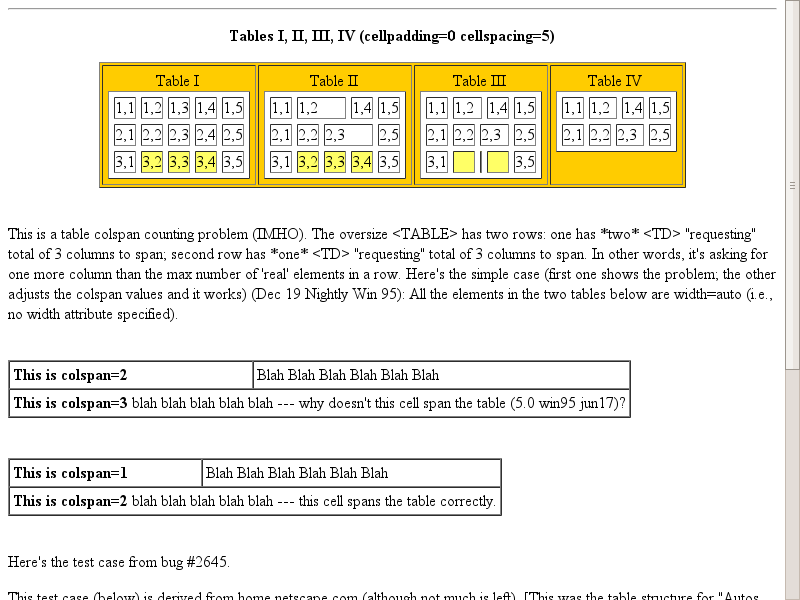 Tables I, II, III, IV (cellpadding=0 cellspacing=5)
Table I Table II Table III Table IV
1,1 1,2 1,3 1,4 1,5 1,1 1,2 1,4 1,5 1,1 1,2 1,4 1,5 1,1 1,2 1,4 1,5
2,1 2,2 2,3 2,4 2,5 2,1 2,2 2,3 2,5 2,1 2,2 2,3 2,5 2,1 2,2 2,3 2,5
3,1 3,2 3,3 3,4 3,5 3,1 3,2 3,3 3,4 3,5 3,1 3,5
This is a table colspan counting problem (IMHO). The oversize <TABLE> has two rows: one has *two* <TD> "requesting"
total of 3 columns to span; second row has *one* <TD> "requesting" total of 3 columns to span. In other words, it's asking for
one more column than the max number of 'real' elements in a row. Here's the simple case (first one shows the problem; the other
adjusts the colspan values and it works) (Dec 19 Nightly Win 95): All the elements in the two tables below are width=auto (i.e.,
no width attribute specified).
This is colspan=2 Blah Blah Blah Blah Blah Blah
This is colspan=3 blah blah blah blah blah --- why doesn't this cell span the table (5.0 win95 jun17)?
This is colspan=1 Blah Blah Blah Blah Blah Blah
This is colspan=2 blah blah blah blah blah --- this cell spans the table correctly.
Here's the test case from bug #2645.
This test case (below) is derived from home.netscape.com (although not much is left). [This was the table structure for "Autos